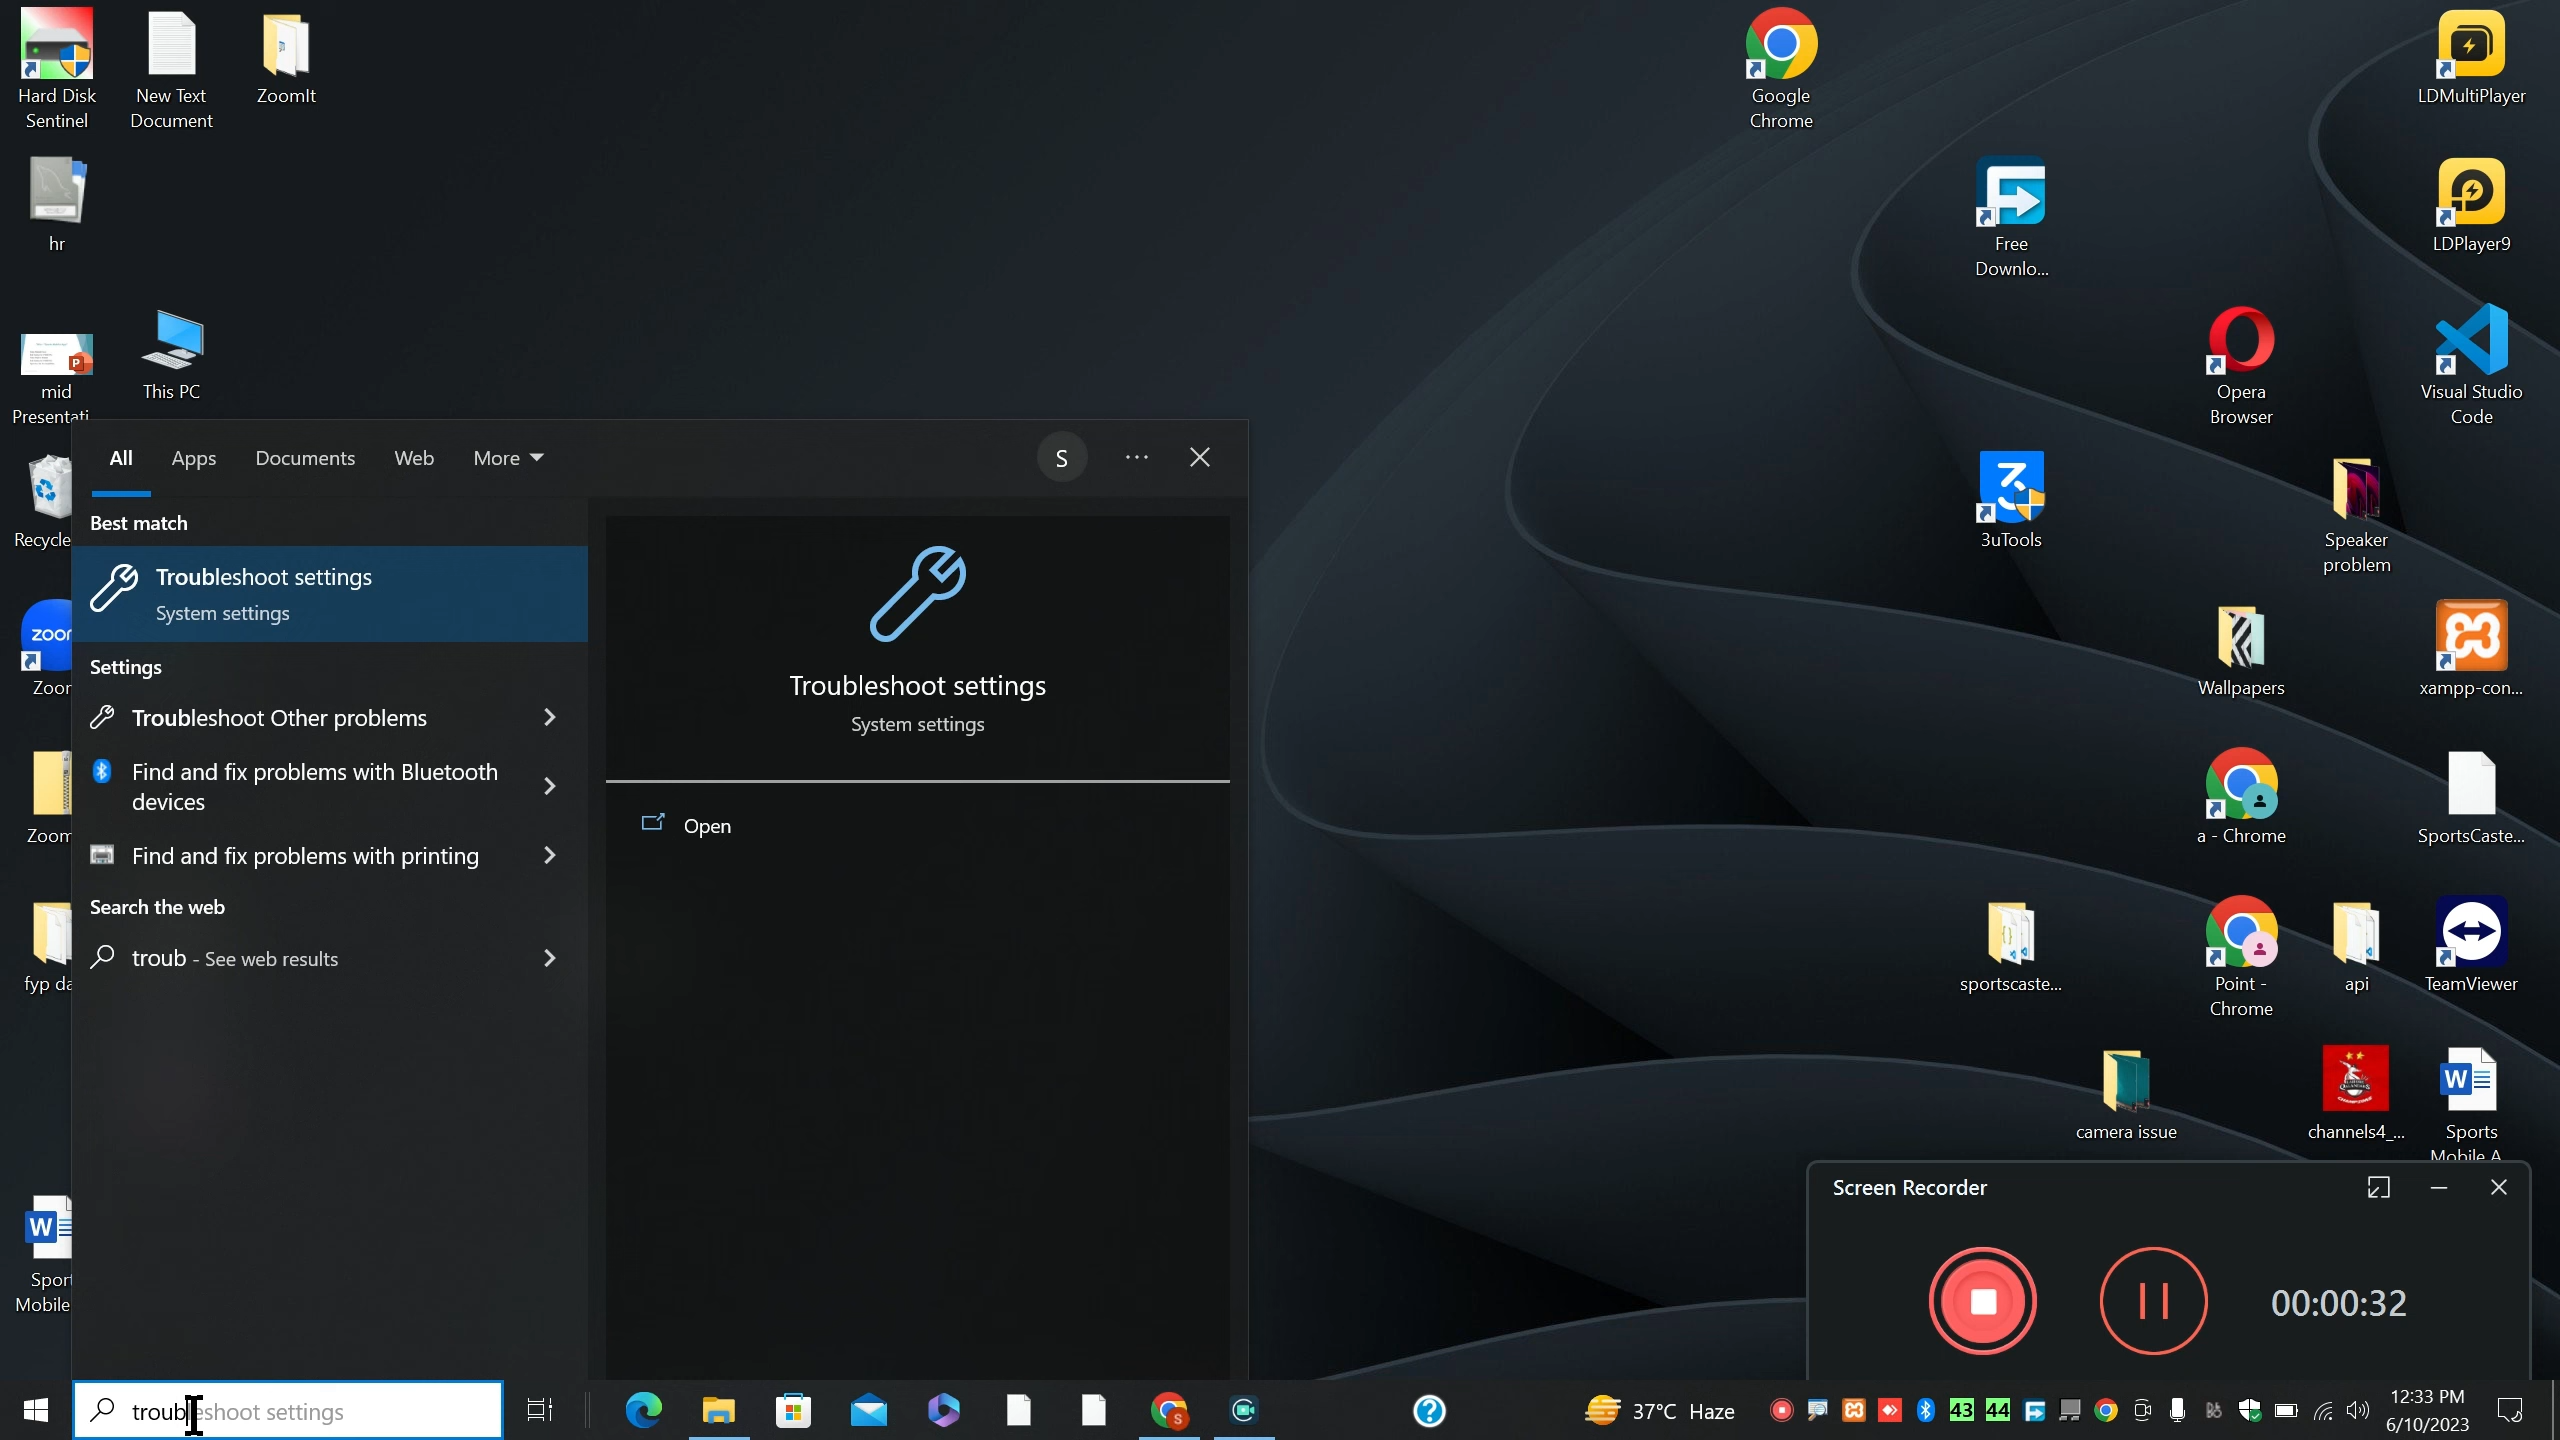 Hard Disk
Sentinel
New Text
Document
ZoomIt
Google
Chrome
LDMultiPlayer
hr
Free
Downlo...
LDPlayer9
mid
Presentati...
This PC
Opera
Browser
Visual Studio
Code
All
Apps
Documents
Web
More
S
Recycle
Best match
Troubleshoot settings
System settings
Settings
Troubleshoot Other problems
Find and fix problems with Bluetooth
devices
Find and fix problems with printing
Search the web
troub - See web results
Troubleshoot settings
System settings
Open
3uTools
Speaker
problem
zoom
Zoom
Wallpapers
xampp-con...
Zoom
a - Chrome
SportsCaste...
fyp da
sportscaste...
Point -
Chrome
api
TeamViewer
camera issue
channels4_...
Sports
Mobile A
Sport
Mobile
Screen Recorder
00:00:32
troubleshoot settings
37°C Haze
43
44
12:33 PM
6/10/2023